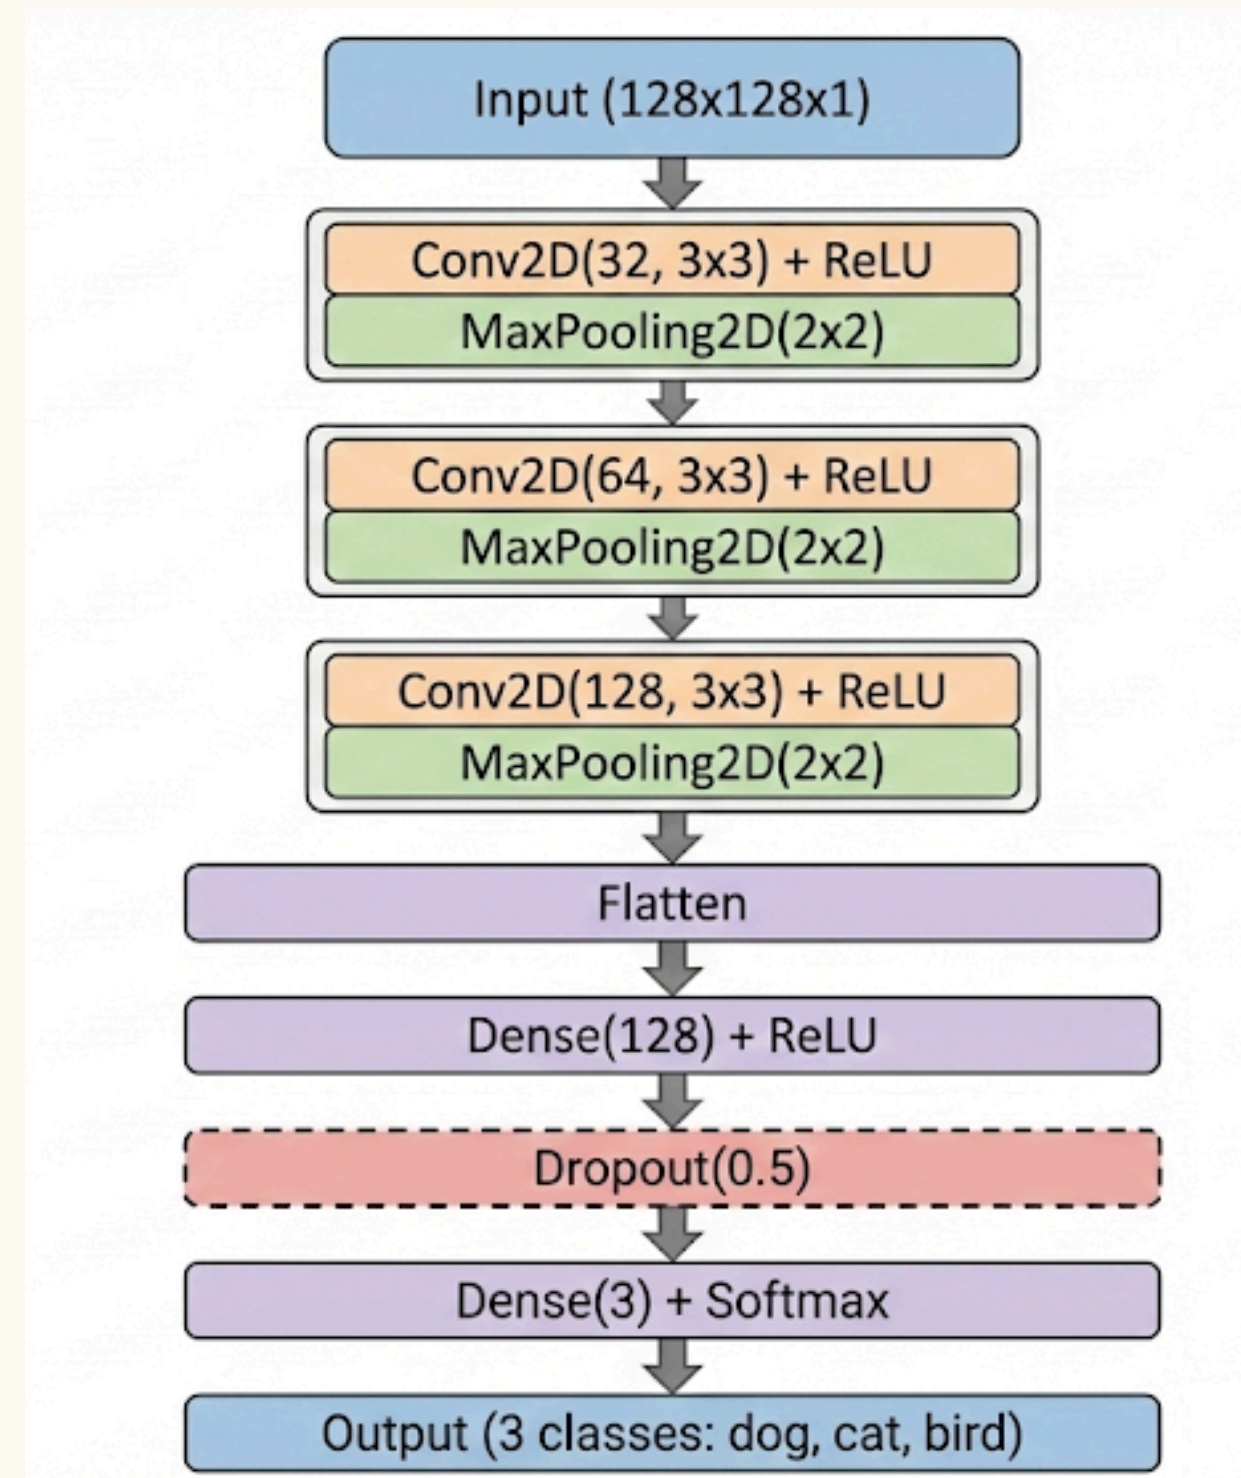 Input (128x128x1)
Conv2D(32, 3x3) + ReLU
MaxPooling2D(2x2)
Conv2D(64, 3x3) + ReLU
MaxPooling2D(2x2)
Conv2D(128, 3x3) + ReLU
MaxPooling2D(2x2)
Flatten
Dense(128) + ReLU
Dropout(0.5)
Dense(3) + Softmax
Output (3 classes: dog, cat, bird)